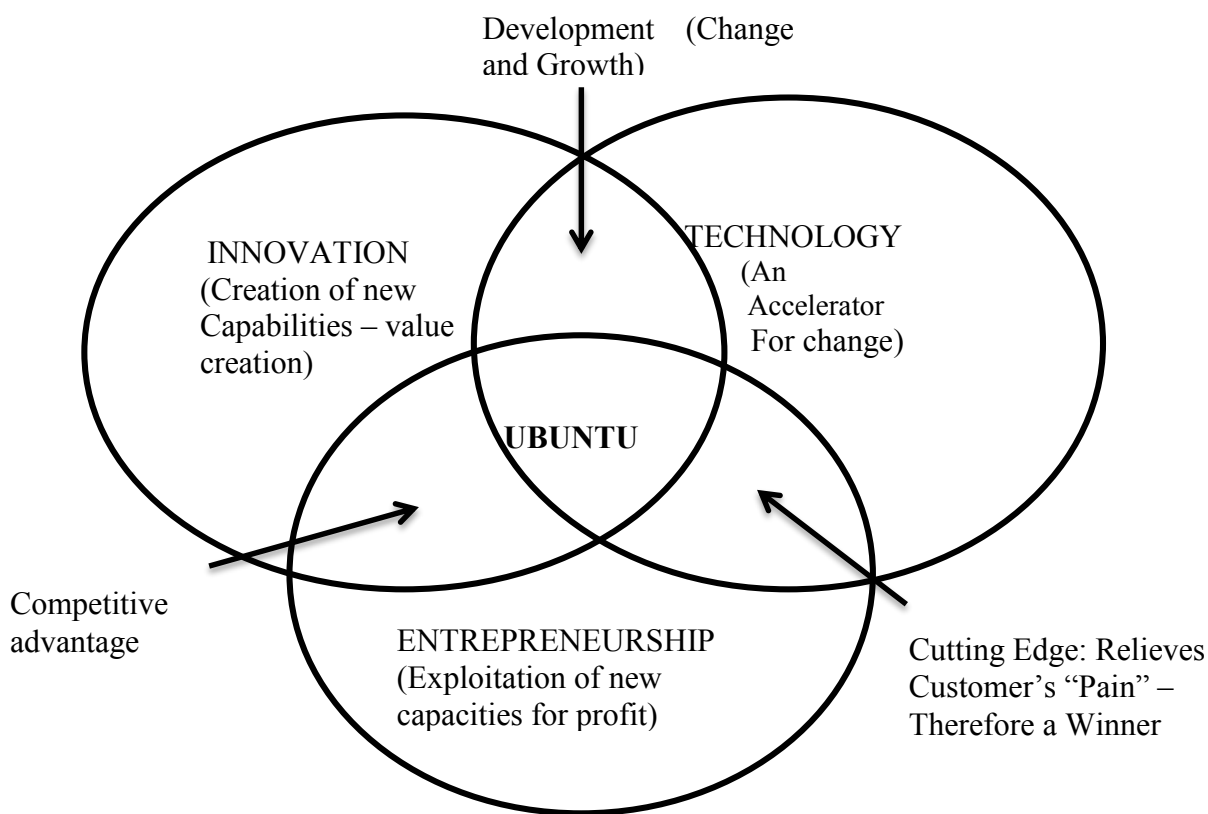 Development (Change
and Growth)
INNOVATION
(Creation of new
Capabilities – value
creation)
TECHNOLOGY
(An
Accelerator
For change)
UBUNTU
Competitive
advantage
ENTREPRENEURSHIP
(Exploitation of new
capacities for profit)
Cutting Edge: Relieves
Customer’s “Pain” –
Therefore a Winner